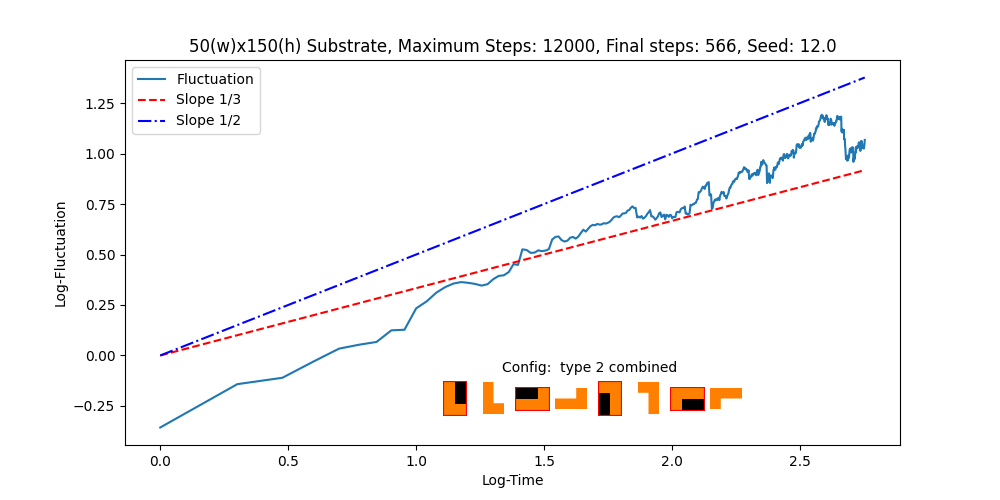 50(w)x150(h) Substrate, Maximum Steps: 12000, Final steps: 566, Seed: 12.0
Fluctuation
Slope 1/3
Slope 1/2
1.25
1.00
0.75
0.50
0.25
0.00
−0.25
Log-Fluctuation
Config:  type 2 combined
0.0 0.5 1.0 1.5 2.0 2.5
Log-Time